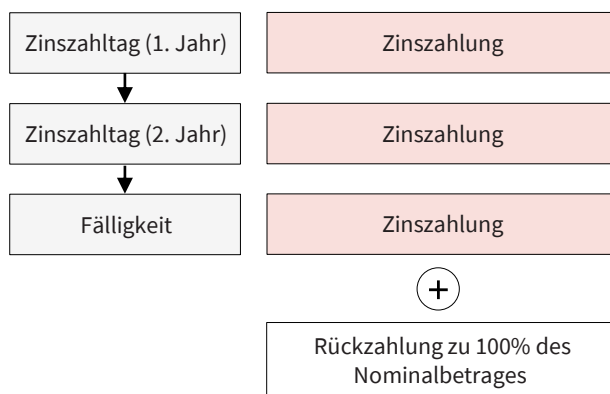 Zinszahltag (1. Jahr)
Zinszahlung
Zinszahltag (2. Jahr)
Zinszahlung
Fälligkeit
Zinszahlung
+
Rückzahlung zu 100% des
Nominalbetrages